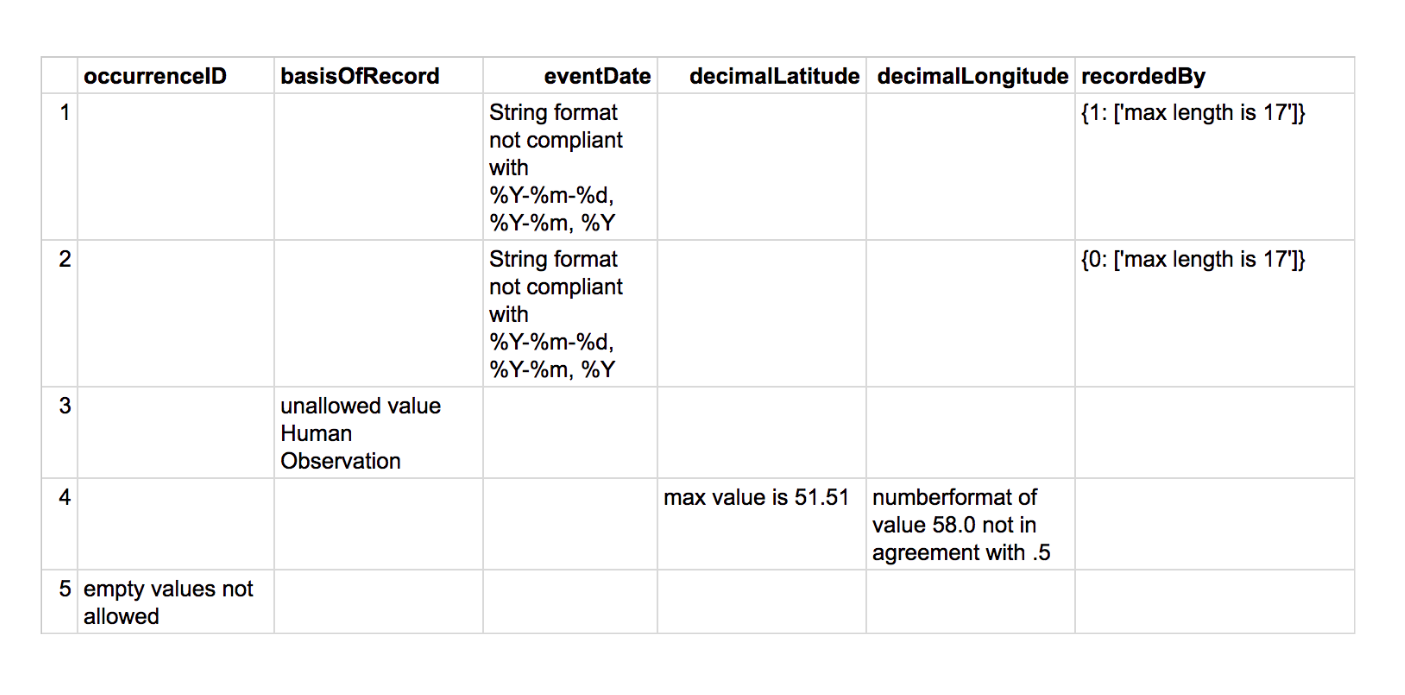 occurrenceID basisOfRecord eventDate decimalLatitude decimalLongitude recordedBy
1 String format {1: ['max length is 17']}
not compliant
with
%Y-%m-%d,
%Y-%m, %Y
2 String format {0: ['max length is 17']}
not compliant
with
%Y-%m-%d,
%Y-%m, %Y
3 unallowed value
Human
Observation
4 max value is 51.51 numberformat of
value 58.0 not in
agreement with .5
5 empty values not
allowed